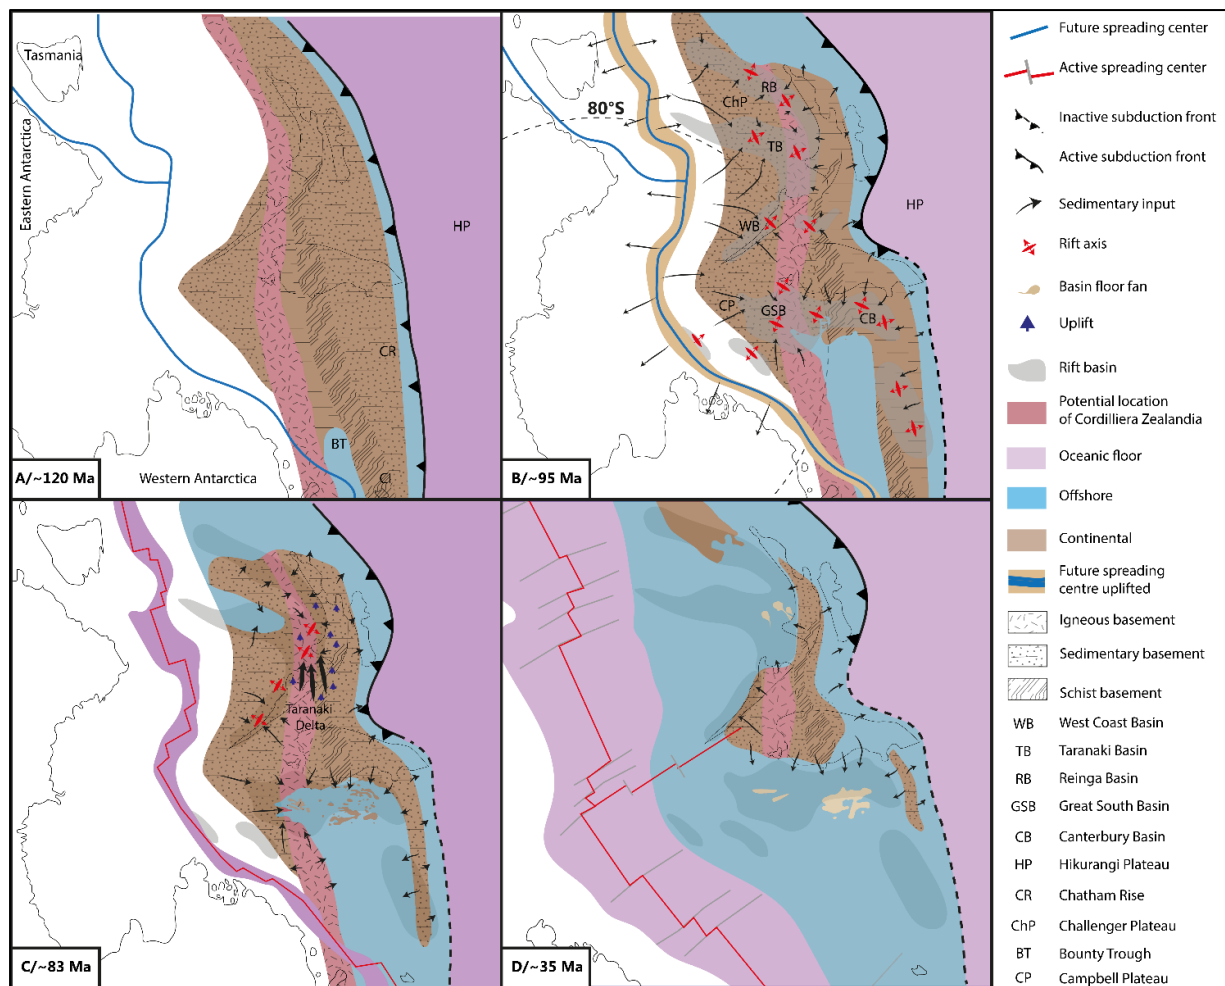 Tasmania
Eastern Antarctica
HP
CR
BT
CI
Western Antarctica
A/~120 Ma
80°S
RB
ChP
TB
WB
HP
CP
GSB
CB
B/~95 Ma
Taranaki
Delta
C/~83 Ma
D/~35 Ma
Future spreading center
Active spreading center
Inactive subduction front
Active subduction front
Sedimentary input
Rift axis
Basin floor fan
Uplift
Rift basin
Potential location
of Cordilliera Zealandia
Oceanic floor
Offshore
Continental
Future spreading
centre uplifted
Igneous basement
Sedimentary basement
Schist basement
WB West Coast Basin
TB Taranaki Basin
RB Reinga Basin
GSB Great South Basin
CB Canterbury Basin
HP Hikurangi Plateau
CR Chatham Rise
ChP Challenger Plateau
BT Bounty Trough
CP Campbell Plateau